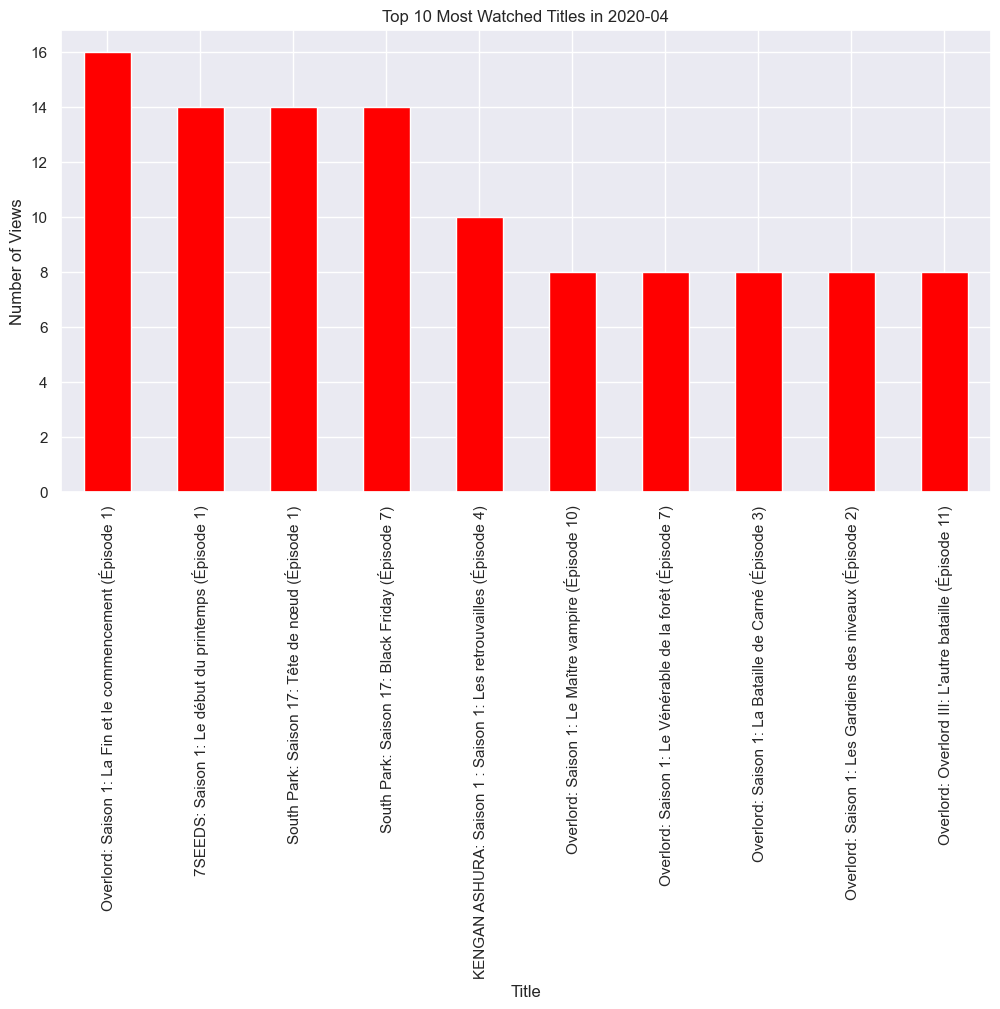 Top 10 Most Watched Titles in 2020-04
Number of Views
16
14
12
10
8
6
4
2
0
Overlord: Saison 1: La Fin et le commencement (Épisode 1)
7SEEDS: Saison 1: Le début du printemps (Épisode 1)
South Park: Saison 17: Tête de nœud (Épisode 1)
South Park: Saison 17: Black Friday (Épisode 7)
KENGAN ASHURA: Saison 1 : Saison 1: Les retrouvailles (Épisode 4)
Overlord: Saison 1: Le Maître vampire (Épisode 10)
Overlord: Saison 1: Le Vénérable de la forêt (Épisode 7)
Overlord: Saison 1: La Bataille de Carné (Épisode 3)
Overlord: Saison 1: Les Gardiens des niveaux (Épisode 2)
Overlord: Overlord III: L'autre bataille (Épisode 11)
Title